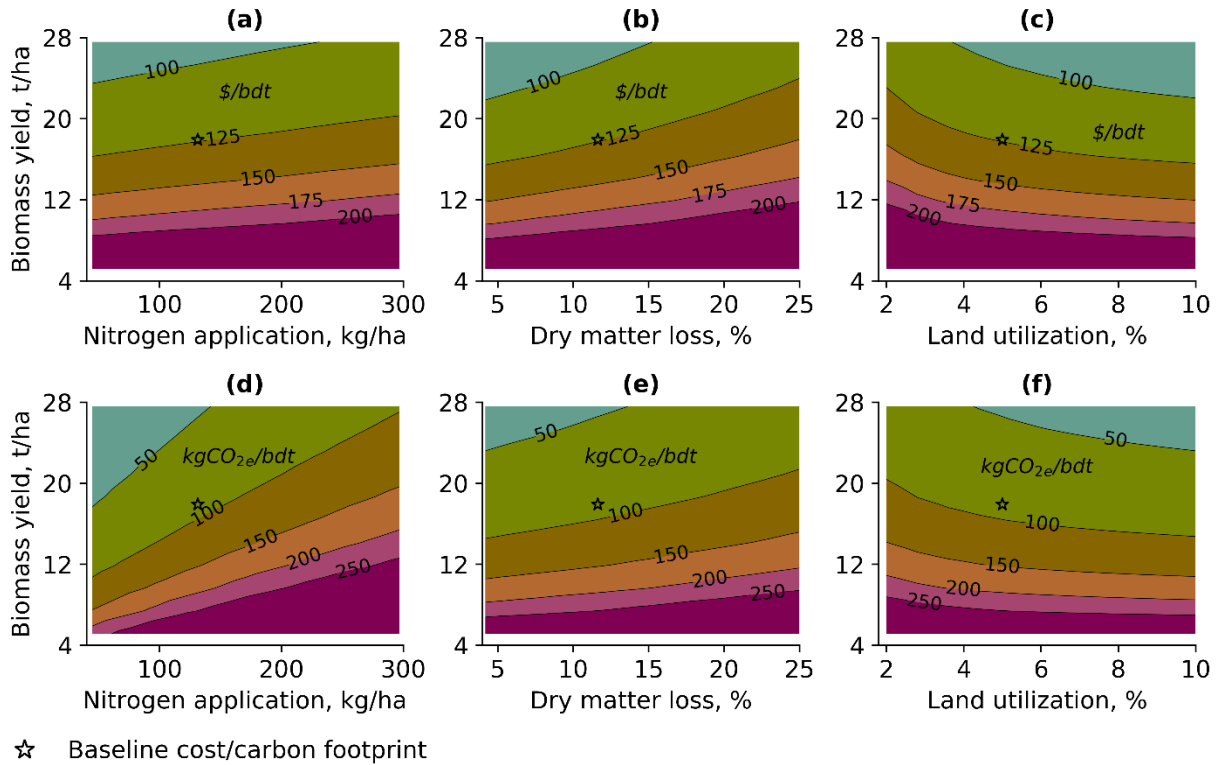 (a) (b) (c)
28 28 28
20 20 20
12 12 12
4 4 4
Biomass yield, t/ha
100 $/bdt 125 150 175 200
100 $/bdt 125 150 175 200
100 $/bdt 125 150 175 200
100 200 300
5 10 15 20 25
2 4 6 8 10
Nitrogen application, kg/ha Dry matter loss, % Land utilization, %
(d) (e) (f)
28 28 28
20 20 20
12 12 12
4 4 4
Biomass yield, t/ha
50 kgCO₂ₑ/bdt 100 150 200 250
50 kgCO₂ₑ/bdt 100 150 200 250
50 kgCO₂ₑ/bdt 100 150 200 250
100 200 300
5 10 15 20 25
2 4 6 8 10
Nitrogen application, kg/ha Dry matter loss, % Land utilization, %
Baseline cost/carbon footprint